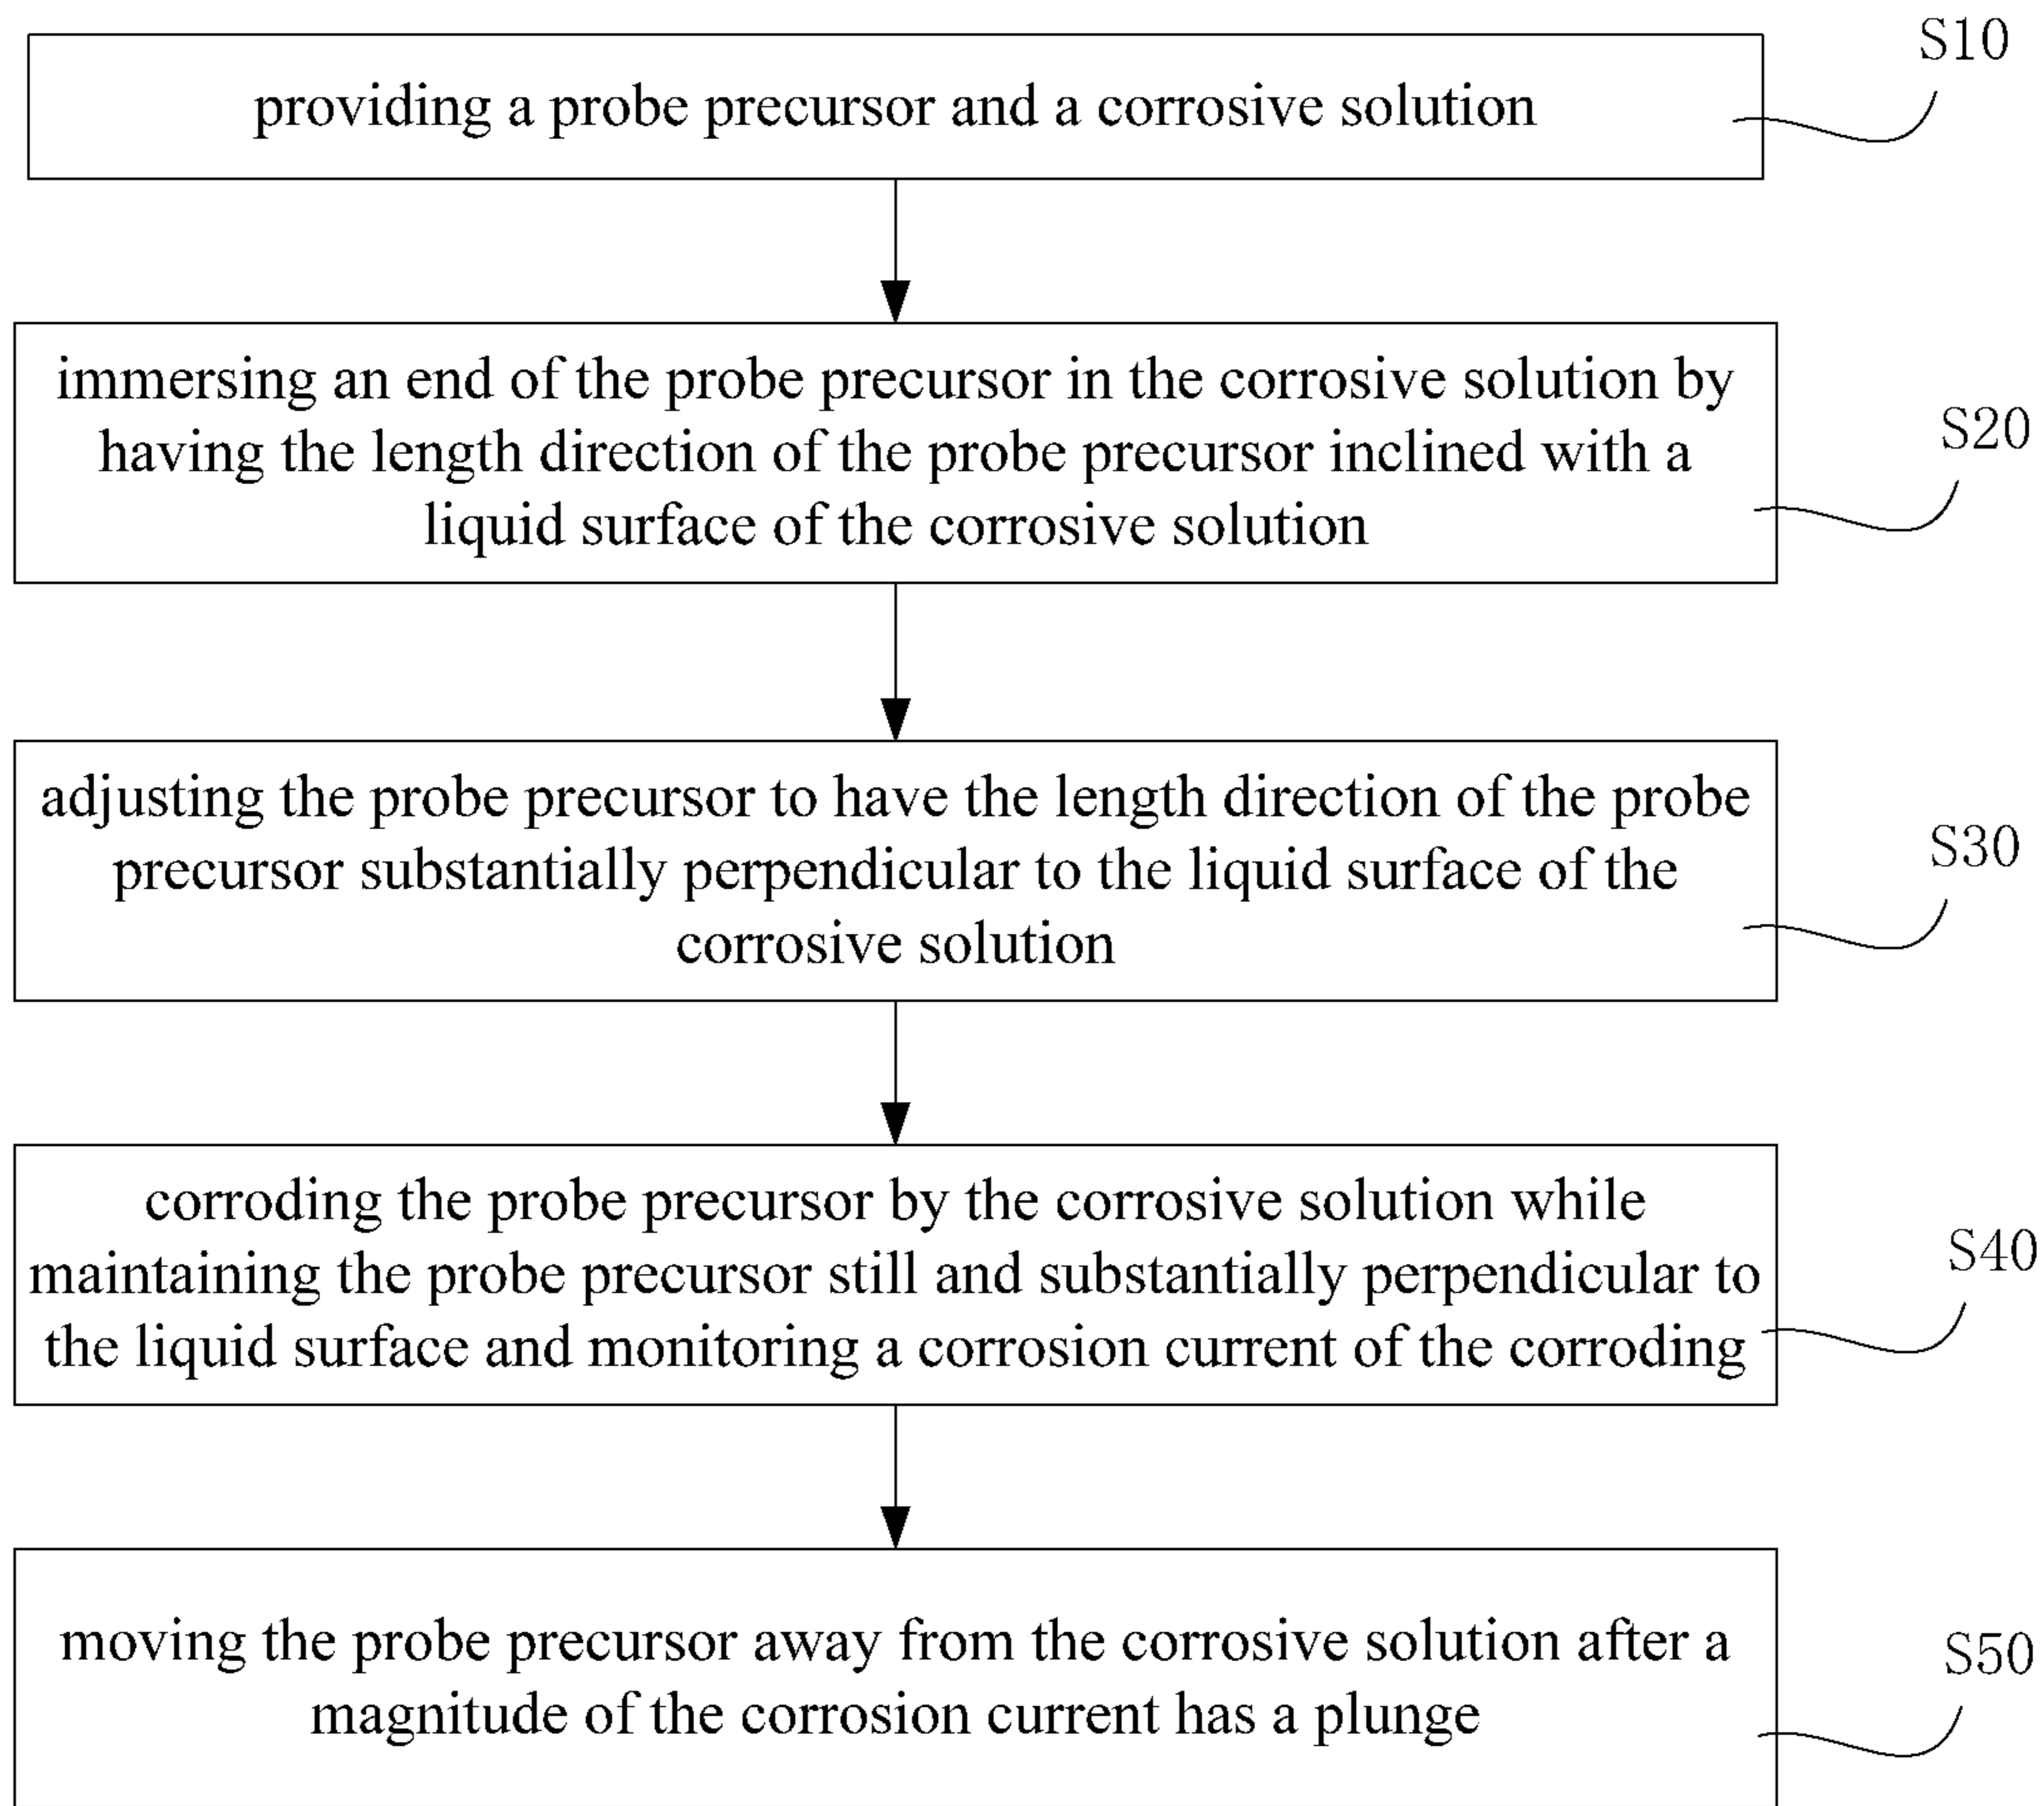 S10
providing a probe precursor and a corrosive solution
immersing an end of the probe precursor in the corrosive solution by
having the length direction of the probe precursor inclined with a
liquid surface of the corrosive solution
S20
adjusting the probe precursor to have the length direction of the probe
precursor substantially perpendicular to the liquid surface of the
corrosive solution
S30
corroding the probe precursor by the corrosive solution while
maintaining the probe precursor still and substantially perpendicular to
the liquid surface and monitoring a corrosion current of the corroding
S40
moving the probe precursor away from the corrosive solution after a
magnitude of the corrosion current has a plunge
S50